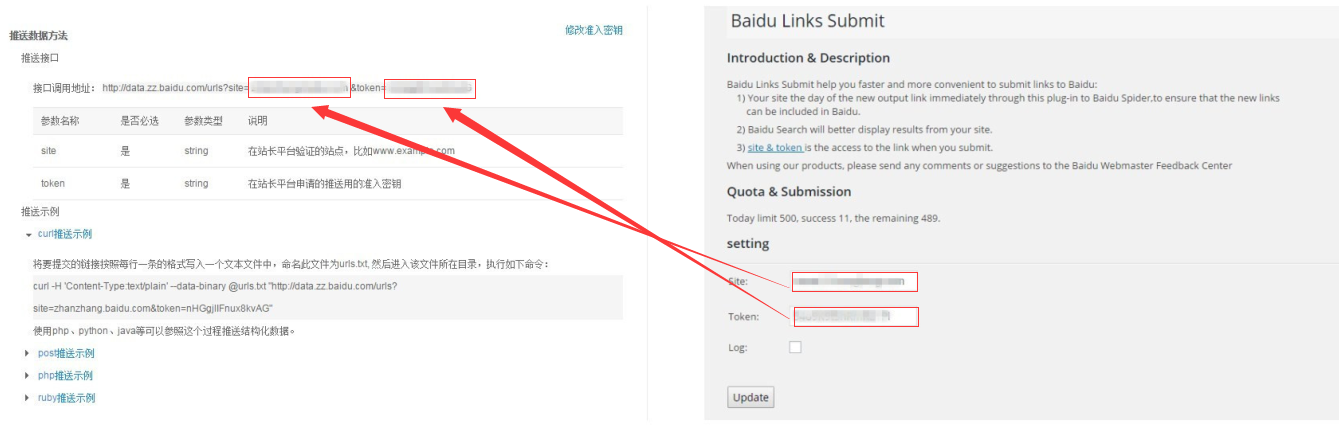 推送数据方法
修改准入密钥
推送接口
接口调用地址： http://data.zz.baidu.com/urls?site= &token=
参数名称 是否必选 参数类型 说明
site 是 string 在站长平台验证的站点，比如www.example.com
token 是 string 在站长平台申请的推送用的准入密钥
推送示例
curl推送示例
将要提交的链接按照每行一条的格式写入一个文本文件中，命名此文件为urls.txt, 然后进入该文件所在目录，执行如下命令：
curl -H 'Content-Type:text/plain' --data-binary @urls.txt "http://data.zz.baidu.com/urls?
site=zhanzhang.baidu.com&token=nHGgjIIFnux8kvAG"
使用php、python、java等可以参照这个过程推送结构化数据。
post推送示例
php推送示例
ruby推送示例
Baidu Links Submit
Introduction & Description
Baidu Links Submit help you faster and more convenient to submit links to Baidu:
1) Your site the day of the new output link immediately through this plug-in to Baidu Spider,to ensure that the new links
can be included in Baidu.
2) Baidu Search will better display results from your site.
3) site & token is the access to the link when you submit.
When using our products, please send any comments or suggestions to the Baidu Webmaster Feedback Center
Quota & Submission
Today limit 500, success 11, the remaining 489.
setting
Site:
Token:
Log:
Update